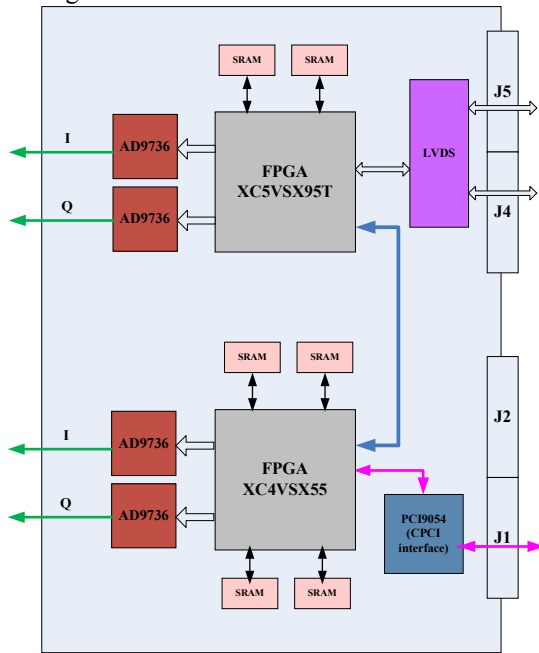 SRAM SRAM
J5
I
AD9736
FPGA
XC5VSX95T
LVDS
Q
AD9736
J4
SRAM SRAM
J2
I
AD9736
FPGA
XC4VSX55
Q
AD9736
PCI9054
(CPCI
interface)
J1
SRAM SRAM